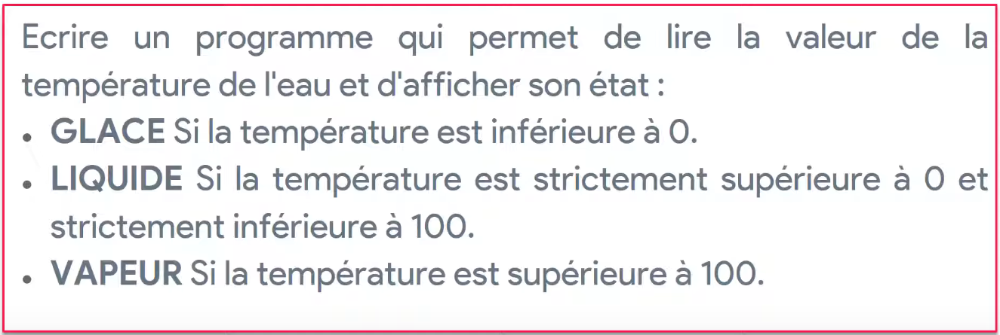 Ecrire un programme qui permet de lire la valeur de la
température de l'eau et d'afficher son état :
• GLACE Si la température est inférieure à 0.
• LIQUIDE Si la température est strictement supérieure à 0 et
strictement inférieure à 100.
• VAPEUR Si la température est supérieure à 100.